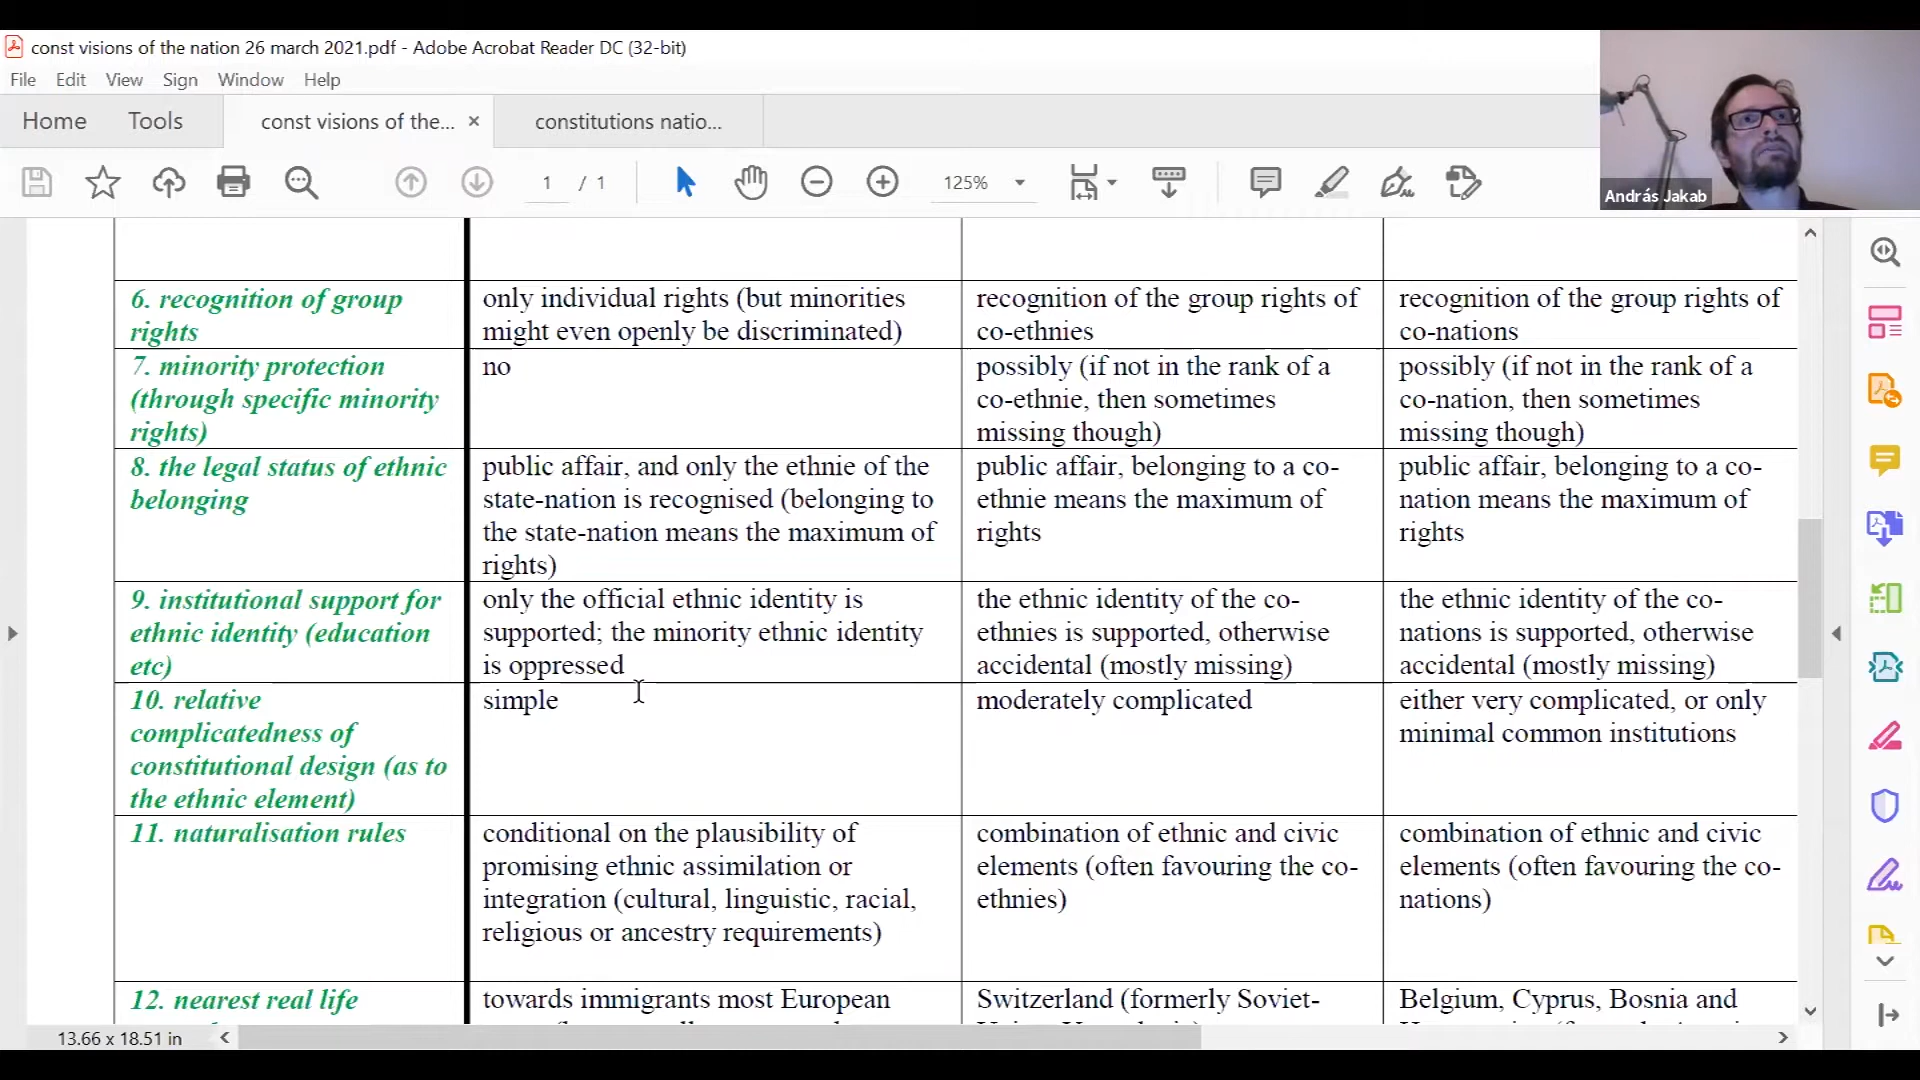 const visions of the nation 26 march 2021.pdf - Adobe Acrobat Reader DC (32-bit)
File Edit View Sign Window Help
Home Tools const visions of the... × constitutions natio...
1 / 1 125%
András Jakab
6. recognition of group
rights
only individual rights (but minorities
might even openly be discriminated)
recognition of the group rights of
co-ethnies
recognition of the group rights of
co-nations
7. minority protection
(through specific minority
rights)
no
possibly (if not in the rank of a
co-ethnie, then sometimes
missing though)
possibly (if not in the rank of a
co-nation, then sometimes
missing though)
8. the legal status of ethnic
belonging
public affair, and only the ethnie of the
state-nation is recognised (belonging to
the state-nation means the maximum of
rights)
public affair, belonging to a co-
ethnie means the maximum of
rights
public affair, belonging to a co-
nation means the maximum of
rights
9. institutional support for
ethnic identity (education
etc)
only the official ethnic identity is
supported; the minority ethnic identity
is oppressed
the ethnic identity of the co-
ethnies is supported, otherwise
accidental (mostly missing)
the ethnic identity of the co-
nations is supported, otherwise
accidental (mostly missing)
10. relative
complicatedness of
constitutional design (as to
the ethnic element)
simple
moderately complicated
either very complicated, or only
minimal common institutions
11. naturalisation rules
conditional on the plausibility of
promising ethnic assimilation or
integration (cultural, linguistic, racial,
religious or ancestry requirements)
combination of ethnic and civic
elements (often favouring the co-
ethnies)
combination of ethnic and civic
elements (often favouring the co-
nations)
12. nearest real life
towards immigrants most European
Switzerland (formerly Soviet-
Belgium, Cyprus, Bosnia and
13.66 x 18.51 in